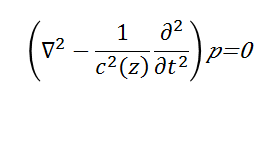 (∇² − 1/c²(z) ∂²/∂t²) p=0